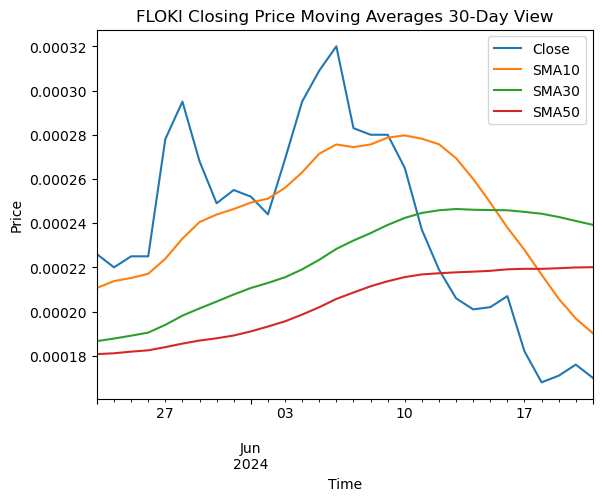 FLOKI Closing Price Moving Averages 30-Day View
Close
SMA10
SMA30
SMA50
0.00032
0.00030
0.00028
0.00026
0.00024
0.00022
0.00020
0.00018
Price
27
03
10
17
Jun
2024
Time